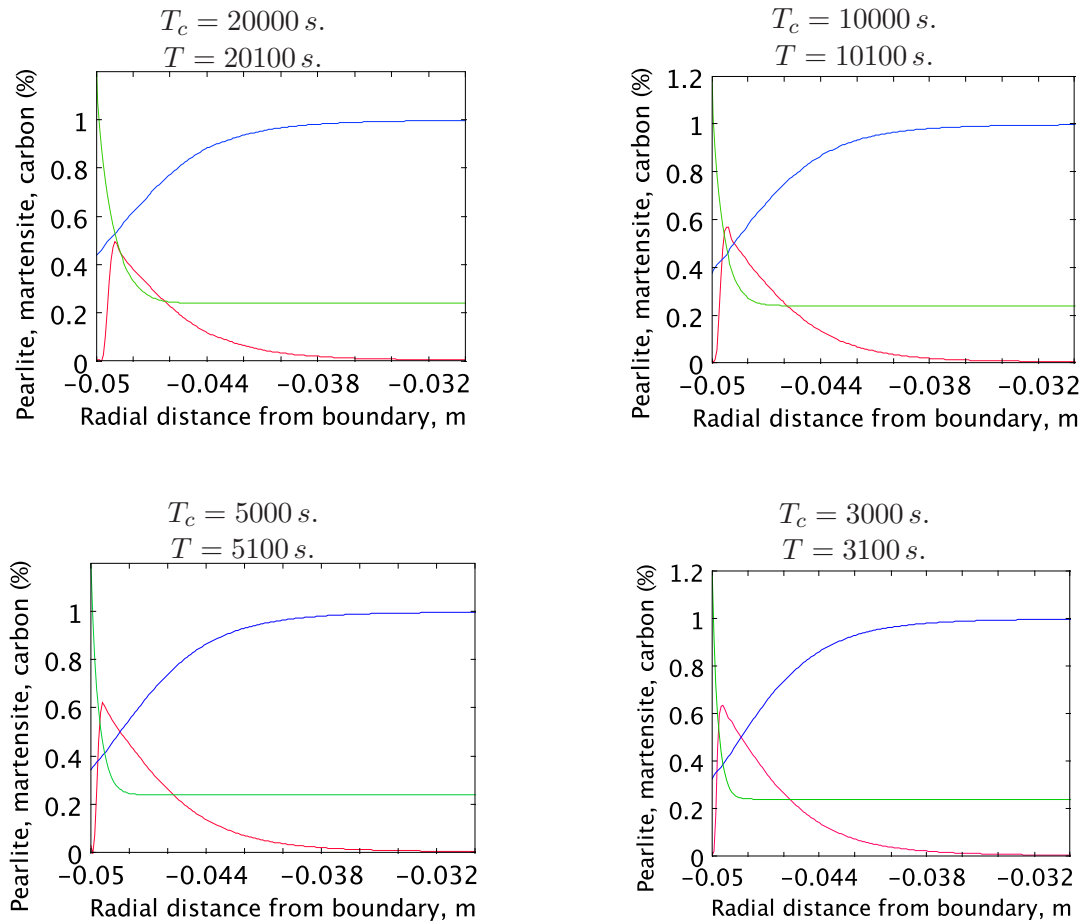 T_c = 20000 s.
T = 20100 s.
Pearlite, martensite, carbon (%)
1
0.8
0.6
0.4
0.2
0
-0.05 -0.044 -0.038 -0.032
Radial distance from boundary, m
T_c = 10000 s.
T = 10100 s.
Pearlite, martensite, carbon (%)
1.2
1
0.8
0.6
0.4
0.2
0
-0.05 -0.044 -0.038 -0.032
Radial distance from boundary, m
T_c = 5000 s.
T = 5100 s.
Pearlite, martensite, carbon (%)
1
0.8
0.6
0.4
0.2
0
-0.05 -0.044 -0.038 -0.032
Radial distance from boundary, m
T_c = 3000 s.
T = 3100 s.
Pearlite, martensite, carbon (%)
1.2
1
0.8
0.6
0.4
0.2
0
-0.05 -0.044 -0.038 -0.032
Radial distance from boundary, m